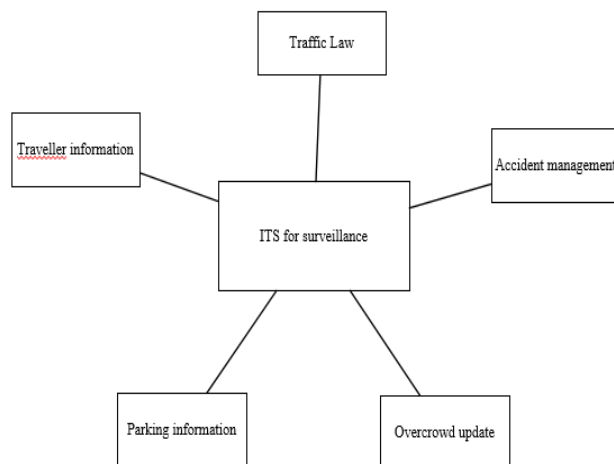 Traffic Law
Traveller information
Accident management
ITS for surveillance
Parking information
Overcrowd update